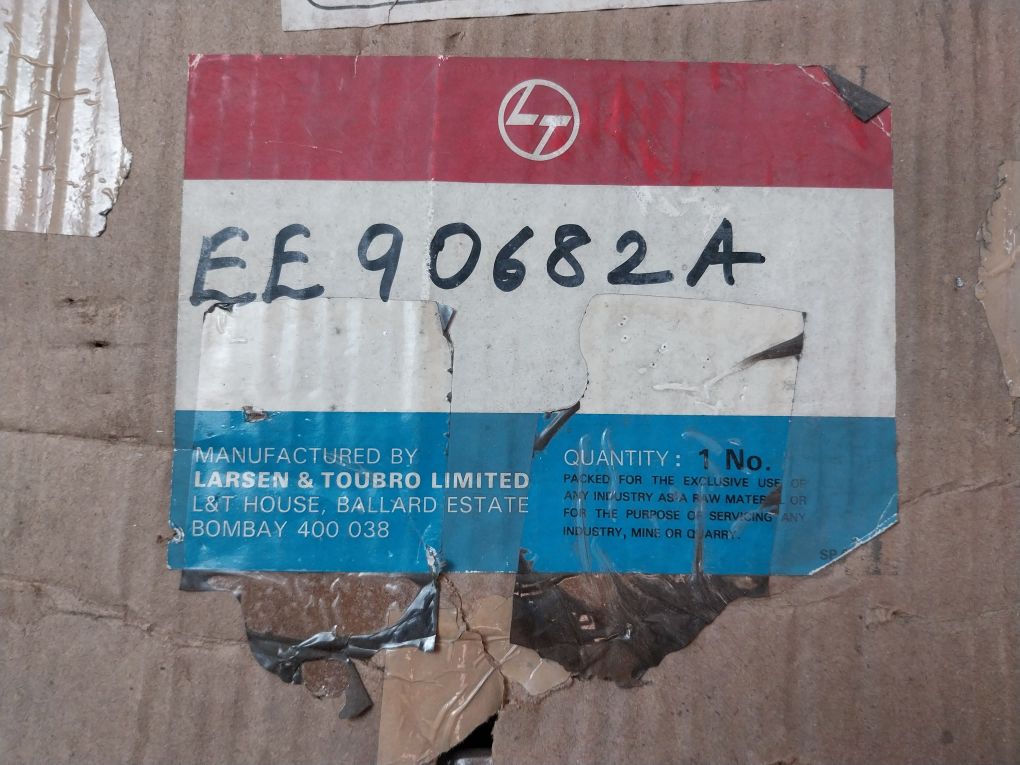 LT
EE 90682A
MANUFACTURED BY
LARSEN & TOUBRO LIMITED
L&T HOUSE, BALLARD ESTATE
BOMBAY 400 038
QUANTITY : 1 No.
PACKED FOR THE EXCLUSIVE USE OF
ANY INDUSTRY AS A RAW MATERIAL OR
FOR THE PURPOSE OF SERVICING ANY
INDUSTRY, MINE OR QUARRY.
SP